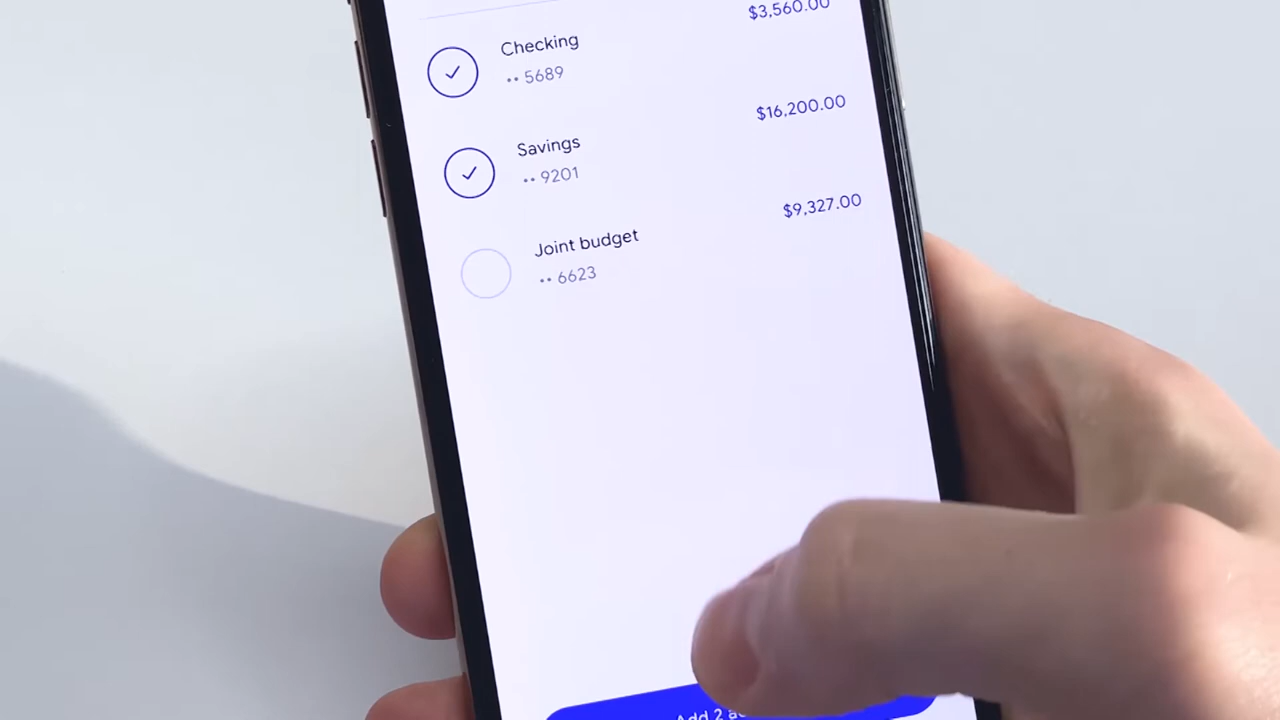 $3,560.00
Checking
•• 5689
$16,200.00
Savings
•• 9201
$9,327.00
Joint budget
•• 6623
Add 2